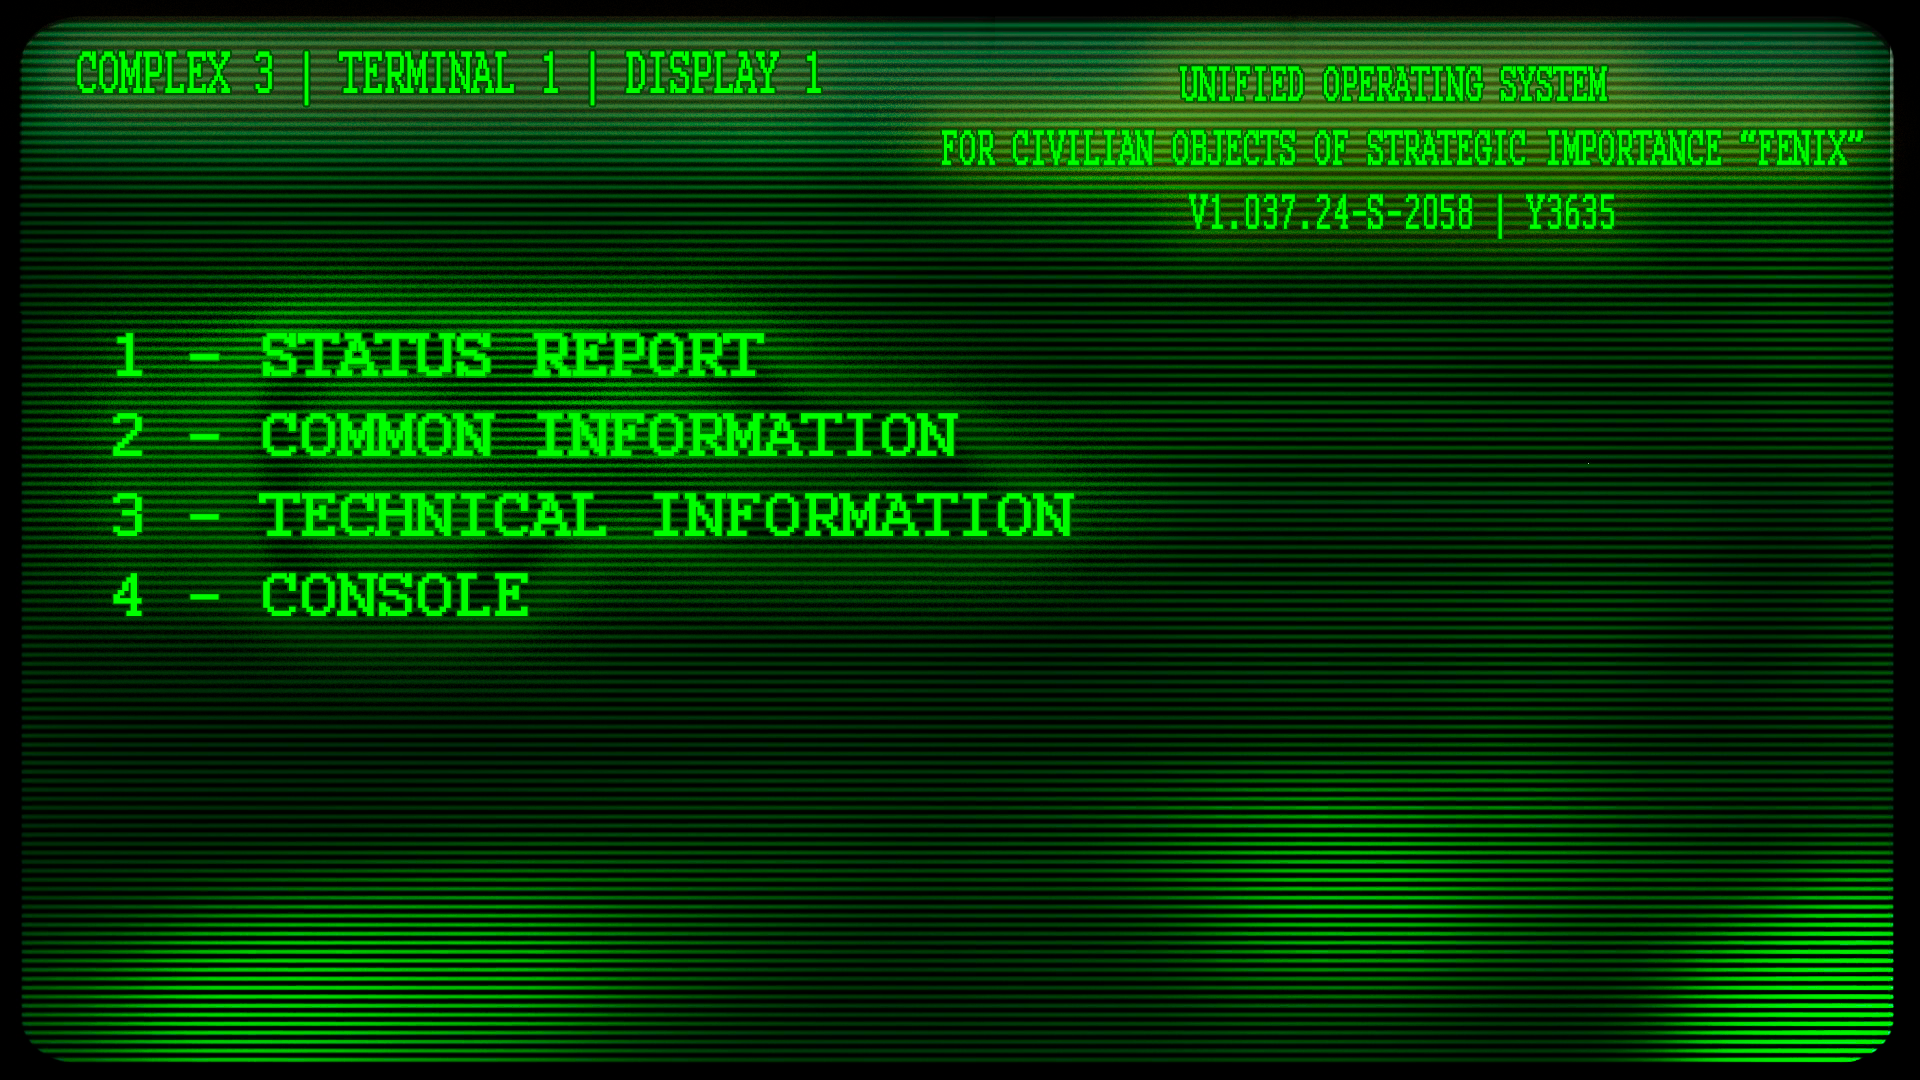 COMPLEX 3 | TERMINAL 1 | DISPLAY 1
UNIFIED OPERATING SYSTEM
FOR CIVILIAN OBJECTS OF STRATEGIC IMPORTANCE “FENIX”
V1.037.24-S-2058 | Y3635
1 - STATUS REPORT
2 - COMMON INFORMATION
3 - TECHNICAL INFORMATION
4 - CONSOLE